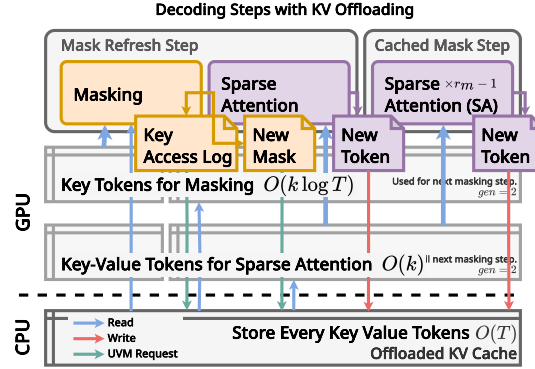 Decoding Steps with KV Offloading
Mask Refresh Step
Cached Mask Step
Masking
Sparse
Attention
Sparse ×r_m − 1
Attention (SA)
Key
Access Log
New
Mask
New
Token
New
Token
GPU
Key Tokens for Masking O(k log T)
Used for next masking step.
gen = 2
Key-Value Tokens for Sparse Attention O(k)
next masking step.
gen = 2
CPU
Read
Write
UVM Request
Store Every Key Value Tokens O(T)
Offloaded KV Cache